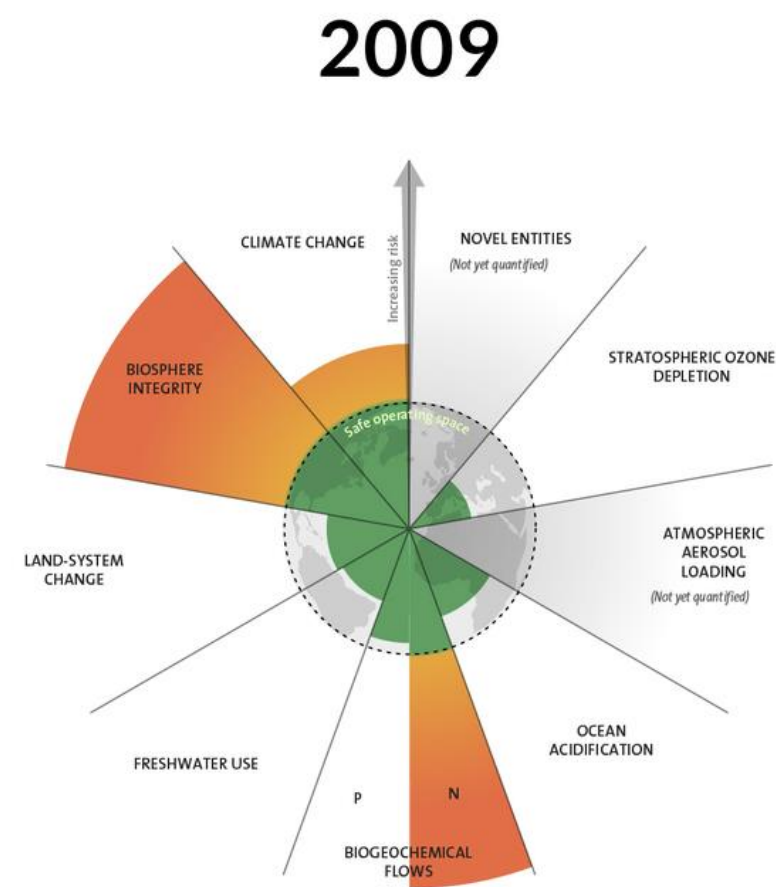 2009
CLIMATE CHANGE
Increasing risk
NOVEL ENTITIES
(Not yet quantified)
BIOSPHERE
INTEGRITY
STRATOSPHERIC OZONE
DEPLETION
Safe operating space
LAND-SYSTEM
CHANGE
ATMOSPHERIC
AEROSOL
LOADING
(Not yet quantified)
FRESHWATER USE
OCEAN
ACIDIFICATION
P
N
BIOGEOCHEMICAL
FLOWS